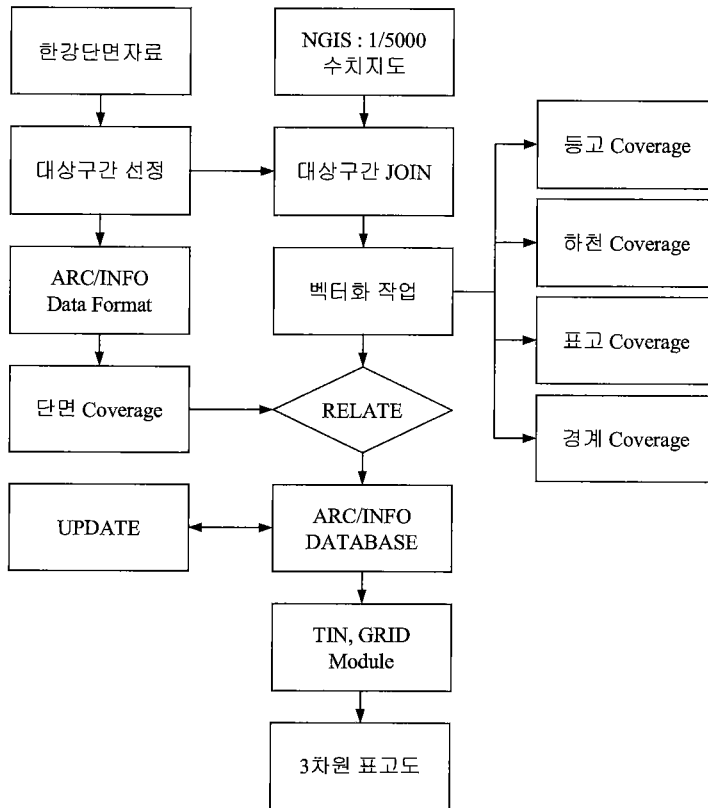 한강단면자료
NGIS : 1/5000
수치지도
대상구간 선정
대상구간 JOIN
등고 Coverage
ARC/INFO
Data Format
벡터화 작업
하천 Coverage
표고 Coverage
단면 Coverage
RELATE
경계 Coverage
UPDATE
ARC/INFO
DATABASE
TIN, GRID
Module
3차원 표고도